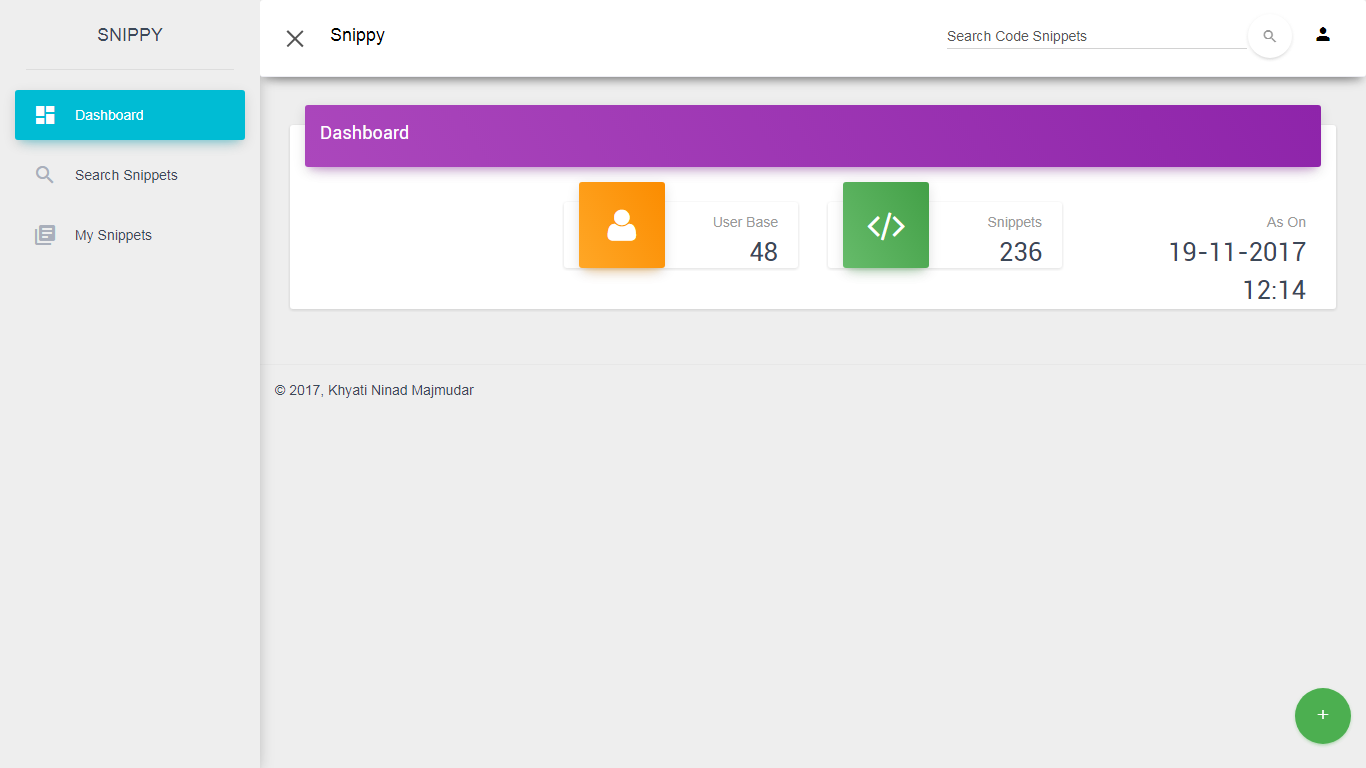 SNIPPY
Dashboard
Search Snippets
My Snippets
Snippy
Search Code Snippets
Dashboard
User Base
48
Snippets
236
As On
19-11-2017
12:14
© 2017, Khyati Ninad Majmudar